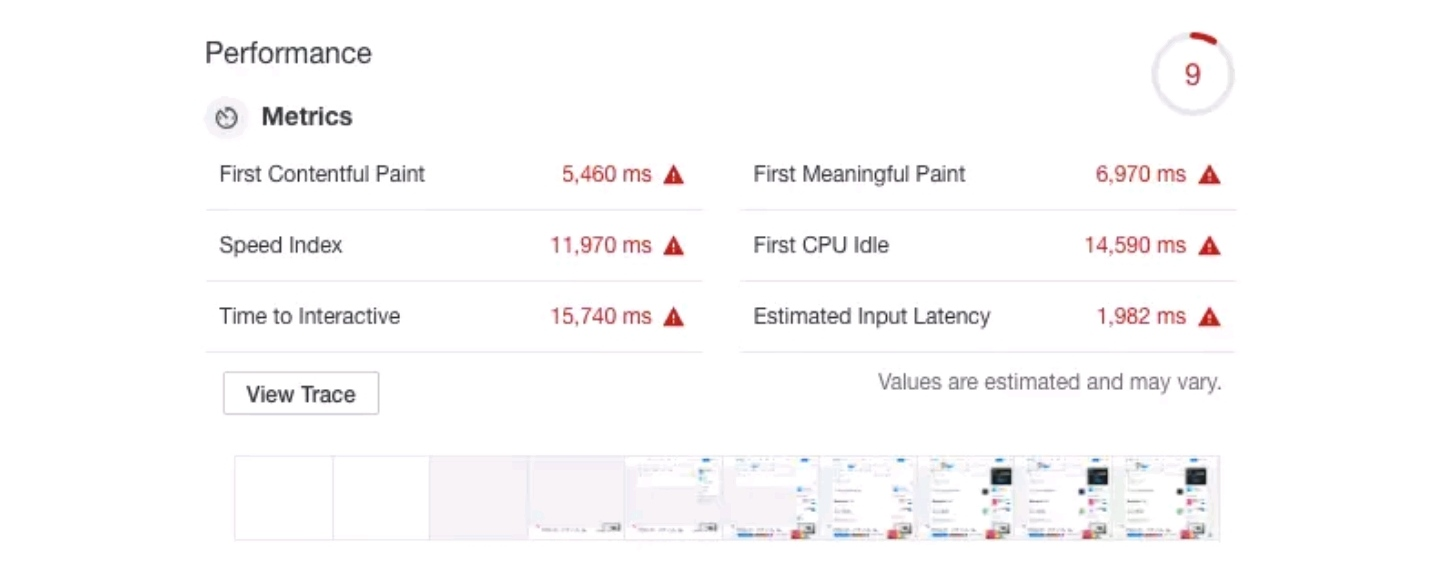 Performance
9
Metrics
First Contentful Paint 5,460 ms
First Meaningful Paint 6,970 ms
Speed Index 11,970 ms
First CPU Idle 14,590 ms
Time to Interactive 15,740 ms
Estimated Input Latency 1,982 ms
View Trace
Values are estimated and may vary.